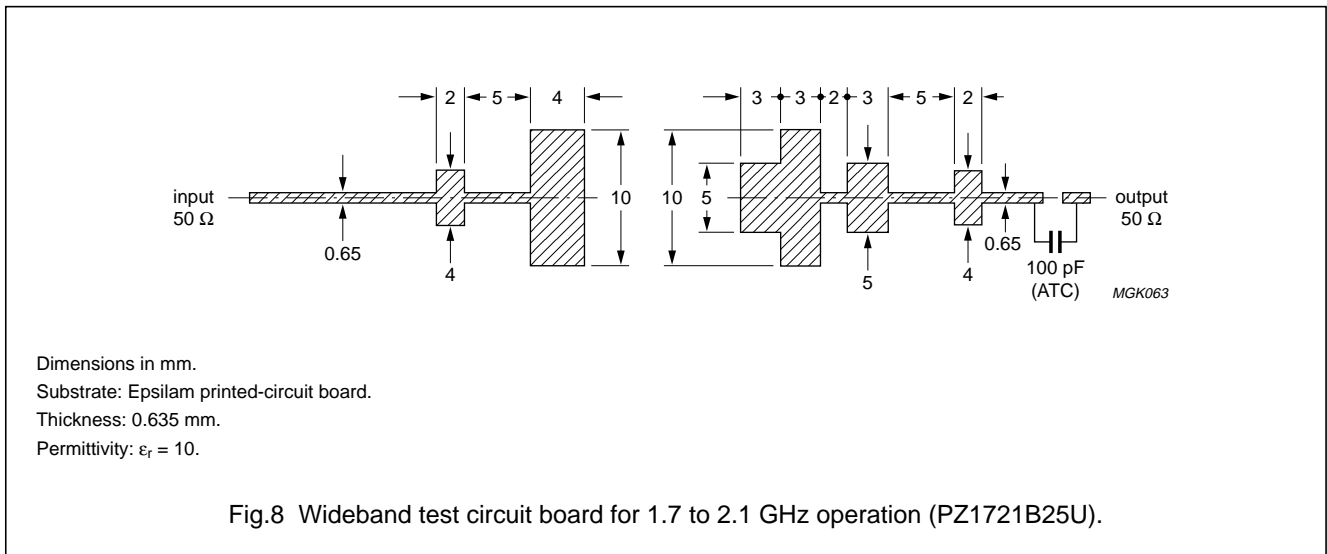 2 5 4 3 3 2 3 5 2
input
50 Ω
0.65
4
10
10
5
5
4
0.65
output
50 Ω
100 pF
(ATC)
MGK063
Dimensions in mm.
Substrate: Epsilam printed-circuit board.
Thickness: 0.635 mm.
Permittivity: εr = 10.
Fig.8 Wideband test circuit board for 1.7 to 2.1 GHz operation (PZ1721B25U).